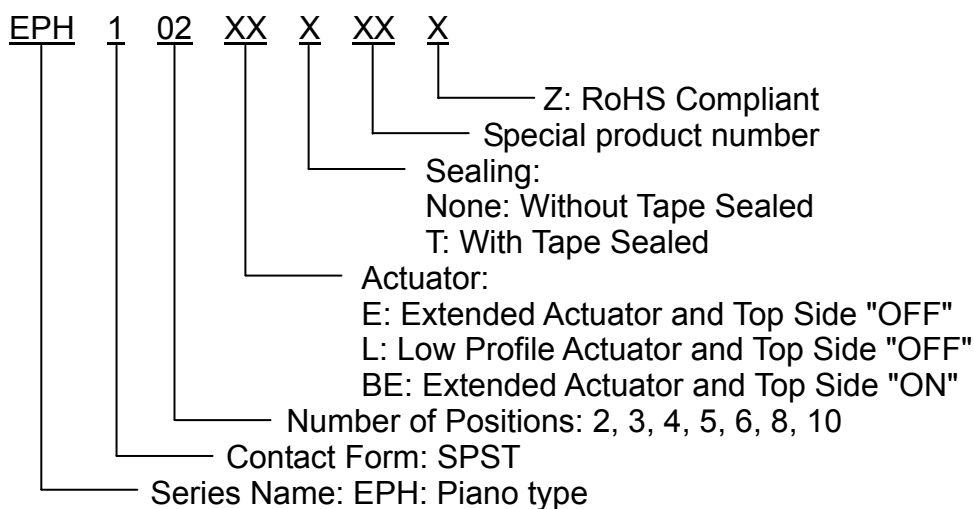 EPH 1 02 XX X XX X
Z: RoHS Compliant
Special product number
Sealing:
None: Without Tape Sealed
T: With Tape Sealed
Actuator:
E: Extended Actuator and Top Side "OFF"
L: Low Profile Actuator and Top Side "OFF"
BE: Extended Actuator and Top Side "ON"
Number of Positions: 2, 3, 4, 5, 6, 8, 10
Contact Form: SPST
Series Name: EPH: Piano type